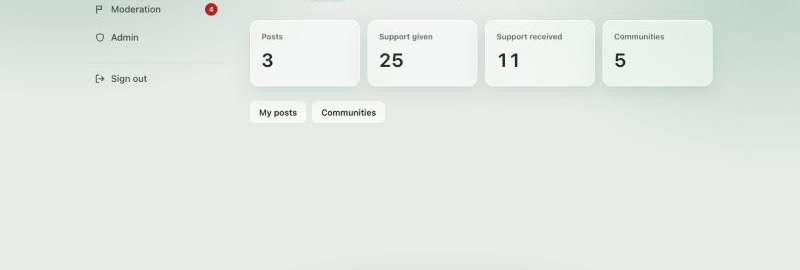 Moderation 4
Admin
Sign out
Posts
3
Support given
25
Support received
11
Communities
5
My posts
Communities